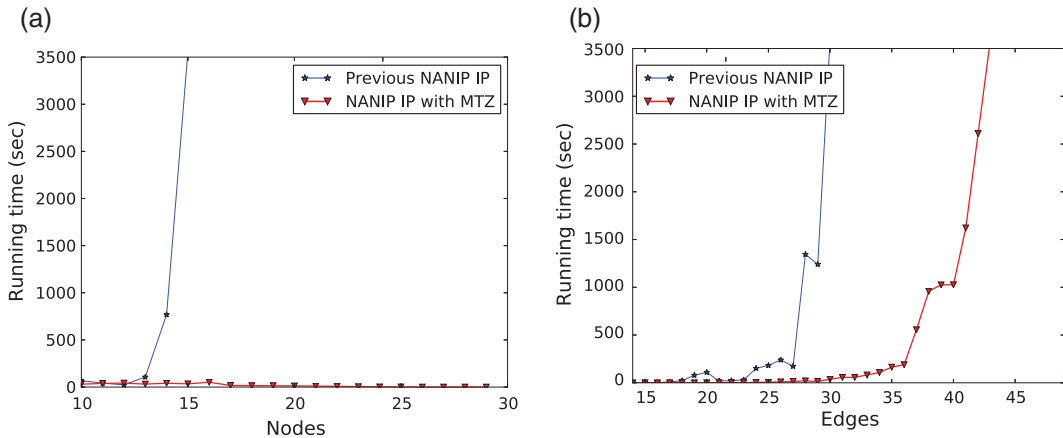 (a)
3500
3000
2500
2000
1500
1000
500
0
Running time (sec)
10
15
20
25
30
Nodes
Previous NANIP IP
NANIP IP with MTZ
(b)
3500
3000
2500
2000
1500
1000
500
0
Running time (sec)
15
20
25
30
35
40
45
Edges
Previous NANIP IP
NANIP IP with MTZ